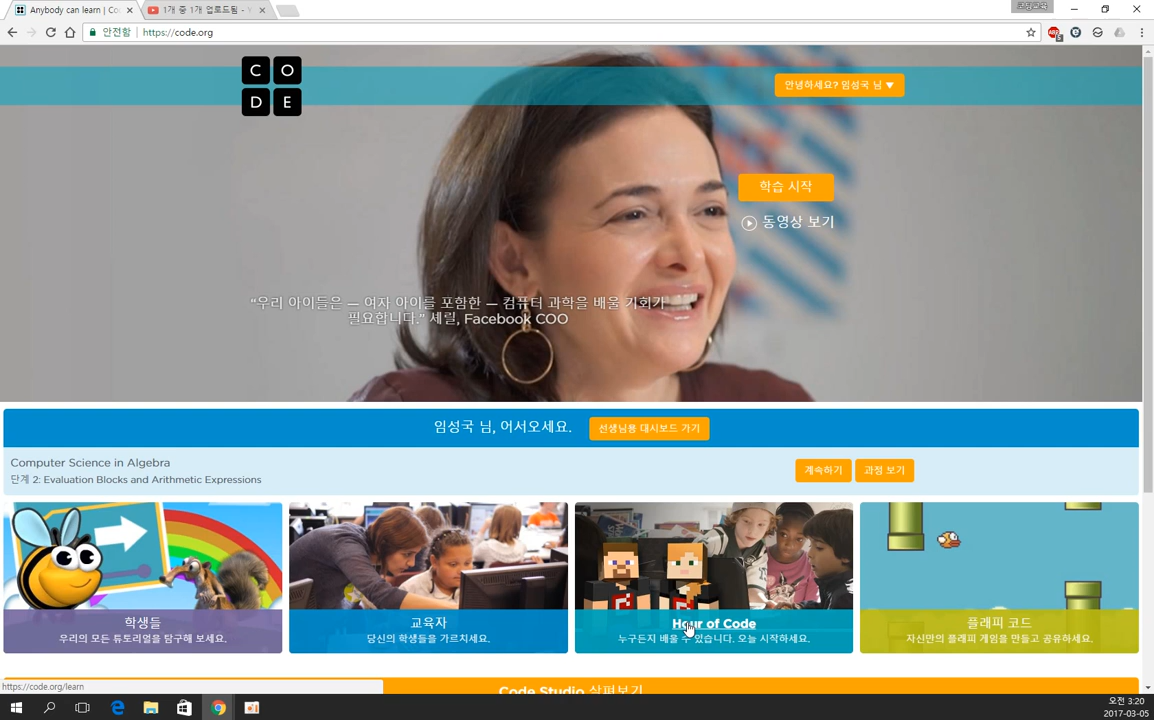 Anybody can learn | Co
1개 중 1개 업로드됨 - Y
코딩교육
안전함
https://code.org
CODE
안녕하세요? 임성국 님 ▼
학습 시작
동영상 보기
“우리 아이들은 — 여자 아이를 포함한 — 컴퓨터 과학을 배울 기회가
필요합니다.” 셰릴, Facebook COO
임성국 님, 어서오세요.
선생님용 대시보드 가기
Computer Science in Algebra
단계 2: Evaluation Blocks and Arithmetic Expressions
계속하기
과정 보기
학생들
우리의 모든 튜토리얼을 탐구해 보세요.
교육자
당신의 학생들을 가르치세요.
Hour of Code
누구든지 배울 수 있습니다. 오늘 시작하세요.
플래피 코드
자신만의 플래피 게임을 만들고 공유하세요.
https://code.org/learn
Code Studio 살펴보기
오전 3:20
2017-03-05